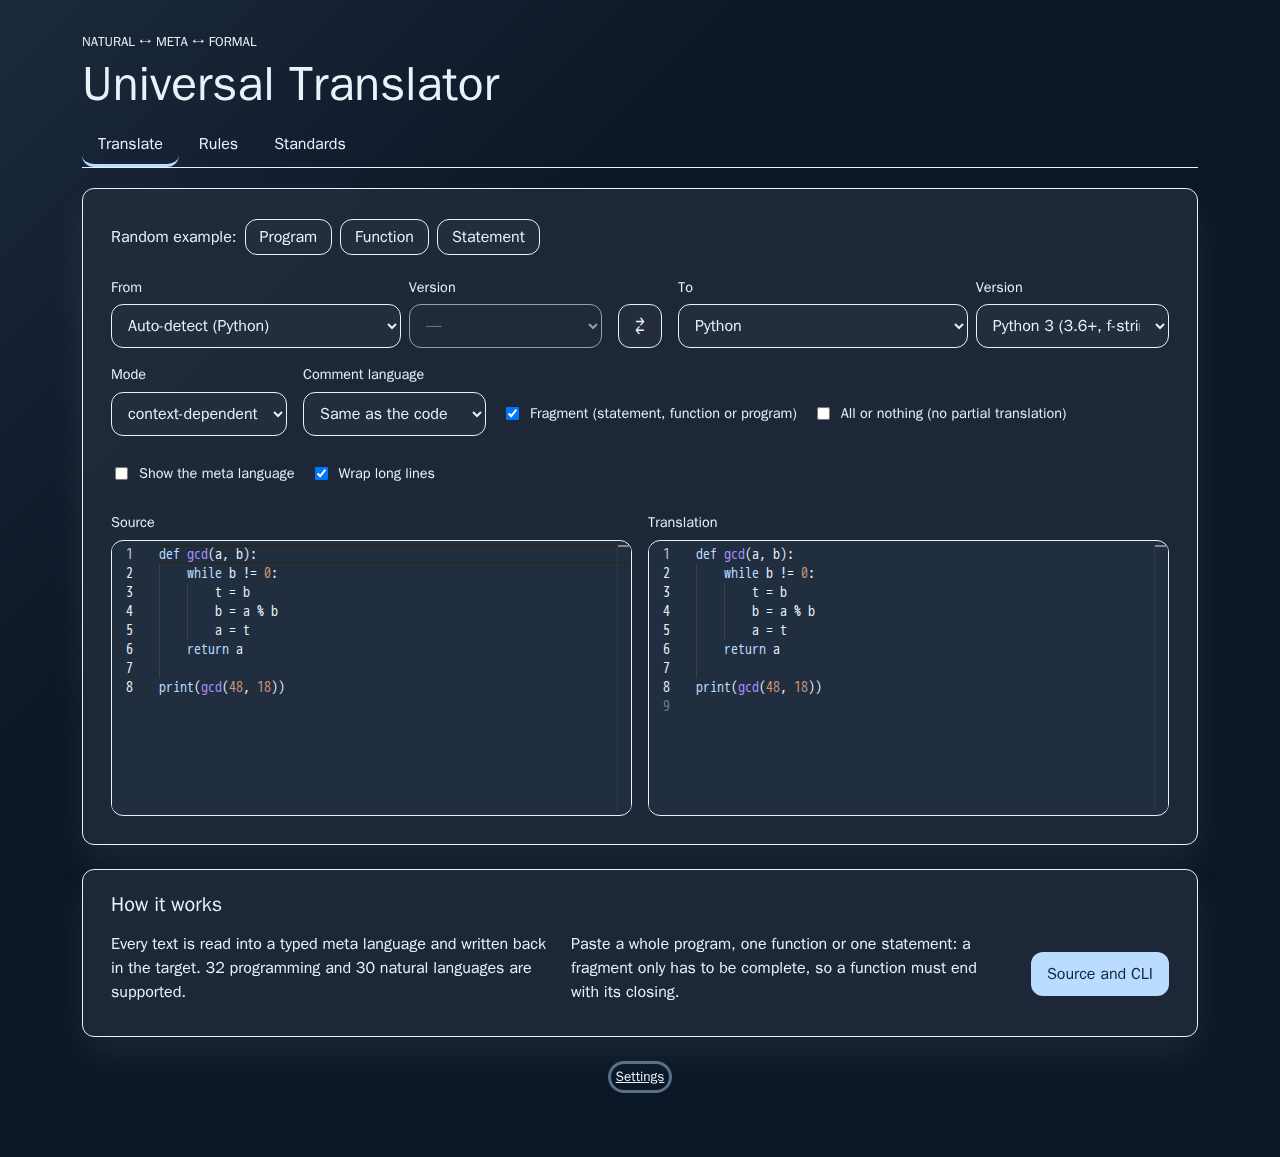 NATURAL ↔ META ↔ FORMAL
Universal Translator
Translate Rules Standards
Random example: Program Function Statement
From Version To Version
Auto-detect (Python) — Python Python 3 (3.6+, f-stri
Mode Comment language
context-dependent Same as the code Fragment (statement, function or program) All or nothing (no partial translation)
Show the meta language Wrap long lines
Source
1 def gcd(a, b):
2 while b != 0:
3 t = b
4 b = a % b
5 a = t
6 return a
7
8 print(gcd(48, 18))
Translation
1 def gcd(a, b):
2 while b != 0:
3 t = b
4 b = a % b
5 a = t
6 return a
7
8 print(gcd(48, 18))
9
How it works
Every text is read into a typed meta language and written back
in the target. 32 programming and 30 natural languages are
supported.
Paste a whole program, one function or one statement: a
fragment only has to be complete, so a function must end
with its closing.
Source and CLI
Settings